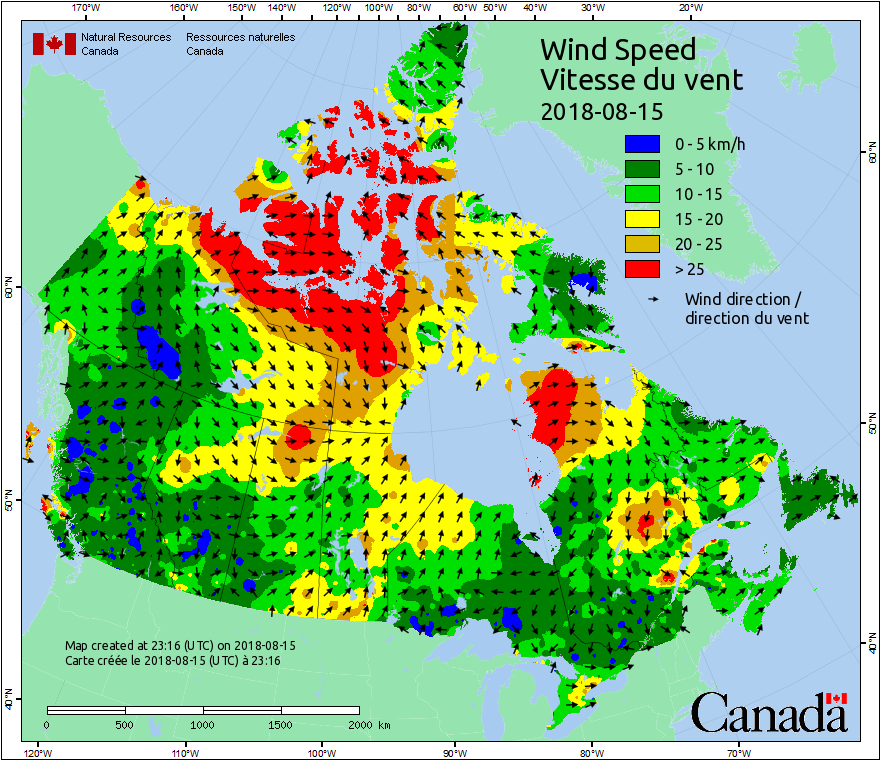 170°W 160°W 150°W 140°W 130°W 120°W 110°W 100°W 90°W 80°W 70°W 60°W 50°W 40°W 30°W 20°W
Natural Resources Ressources naturelles
Canada Canada
Wind Speed
Vitesse du vent
2018-08-15
0 - 5 km/h
5 - 10
10 - 15
15 - 20
20 - 25
> 25
Wind direction /
direction du vent
60°N
50°N
40°N
60°N
50°N
40°N
Map created at 23:16 (UTC) on 2018-08-15
Carte créée le 2018-08-15 (UTC) à 23:16
0 500 1000 1500 2000 km
Canada
120°W 110°W 100°W 90°W 80°W 70°W